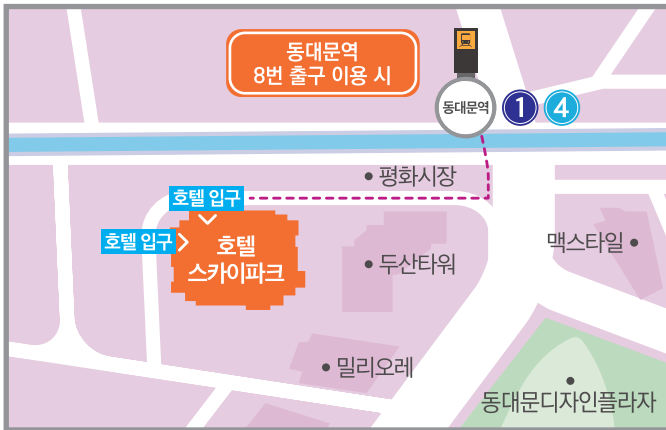 동대문역
8번 출구 이용 시
동대문역
1
4
평화시장
호텔 입구
호텔 입구
호텔
스카이파크
두산타워
맥스타일
밀리오레
동대문디자인플라자